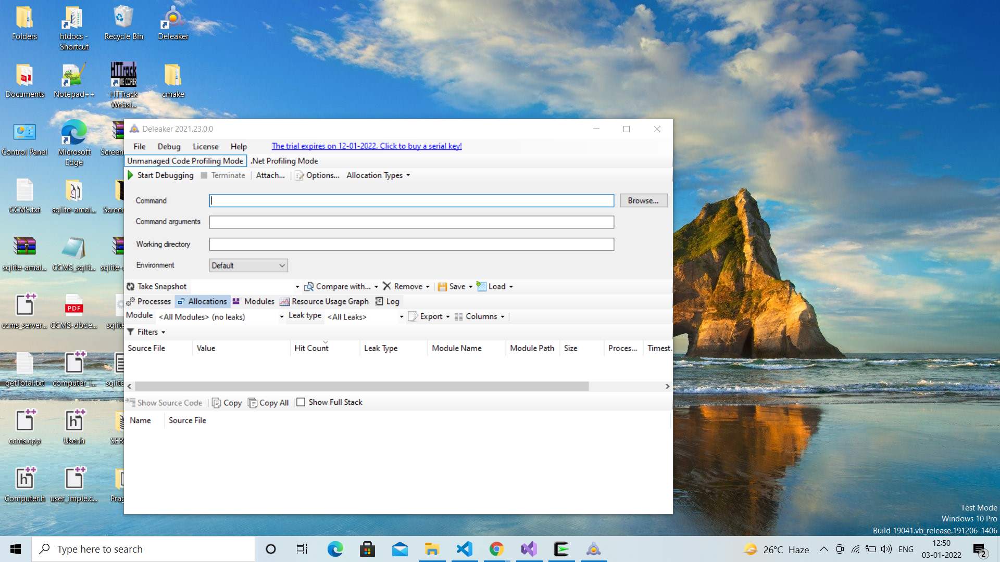 Folders
htdocs -
Shortcut
Recycle Bin
Deleaker
Documents
Notepad++
HTTrack
Websi...
cmake
Control Panel
Microsoft
Edge
Screen
CCMS.txt
sqlite-amal...
Screen
sqlite-amal...
CCMS_sqlit...
sqlite-
ccms_server...
PDF
CCMS-dbde...
sqlite
getTotal.txt
computer_i...
sqlite
ccms.cpp
User.h
SER
Computer.h
user_imple.c...
Prag
Deleaker 2021.23.0.0
File Debug License Help The trial expires on 12-01-2022. Click to buy a serial key!
Unmanaged Code Profiling Mode .Net Profiling Mode
Start Debugging Terminate Attach... Options... Allocation Types
Command Browse...
Command arguments
Working directory
Environment Default
Take Snapshot Compare with... Remove Save Load
Processes Allocations Modules Resource Usage Graph Log
Module <All Modules> (no leaks) Leak type <All Leaks> Export Columns
Filters
Source File Value Hit Count Leak Type Module Name Module Path Size Proces... Timest.
Show Source Code Copy Copy All Show Full Stack
Name Source File
Test Mode
Windows 10 Pro
Build 19041.vb_release.191206-1406
Type here to search
26°C Haze ENG
12:50
03-01-2022
2